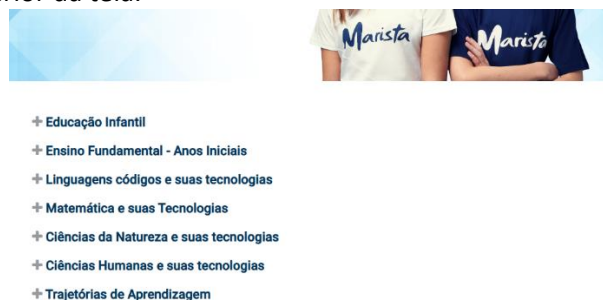 Marista
Marista
Educação Infantil
Ensino Fundamental - Anos Iniciais
Linguagens códigos e suas tecnologias
Matemática e suas Tecnologias
Ciências da Natureza e suas tecnologias
Ciências Humanas e suas tecnologias
Trajetórias de Aprendizagem